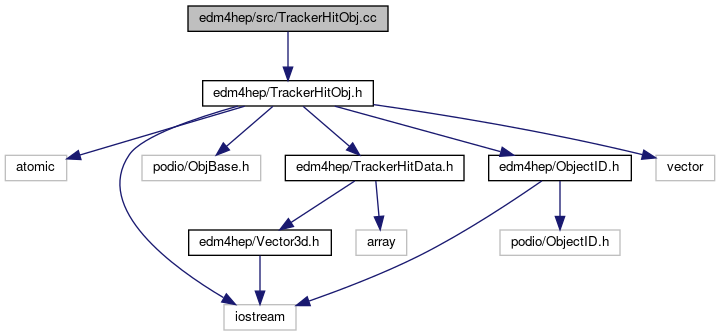 edm4hep/src/TrackerHitObj.cc
edm4hep/TrackerHitObj.h
atomic
podio/ObjBase.h
edm4hep/TrackerHitData.h
edm4hep/ObjectID.h
vector
edm4hep/Vector3d.h
array
podio/ObjectID.h
iostream